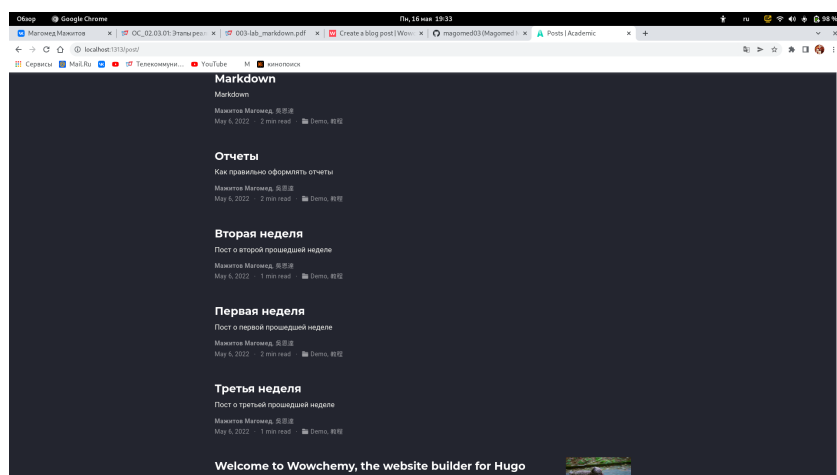 Обзор Google Chrome Пн, 16 мая 19:33 ru 98 %
Магомед Мажитов × ОС_02.03.01: Этапы реал × 003-lab_markdown.pdf × Create a blog post | Wowc × magomed03 (Magomed × Posts | Academic × +
localhost:1313/post/
Сервисы Mail.Ru Телекоммуни... YouTube М кинопоиск
Markdown
Markdown
Мажитов Магомед, 吳恩達
May 6, 2022 · 2 min read · Demo, 教程
Отчеты
Как правильно оформлять отчеты
Мажитов Магомед, 吳恩達
May 6, 2022 · 2 min read · Demo, 教程
Вторая неделя
Пост о второй прошедшей неделе
Мажитов Магомед, 吳恩達
May 6, 2022 · 1 min read · Demo, 教程
Первая неделя
Пост о первой прошедшей неделе
Мажитов Магомед, 吳恩達
May 6, 2022 · 2 min read · Demo, 教程
Третья неделя
Пост о третьей прошедшей неделе
Мажитов Магомед, 吳恩達
May 6, 2022 · 1 min read · Demo, 教程
Welcome to Wowchemy, the website builder for Hugo